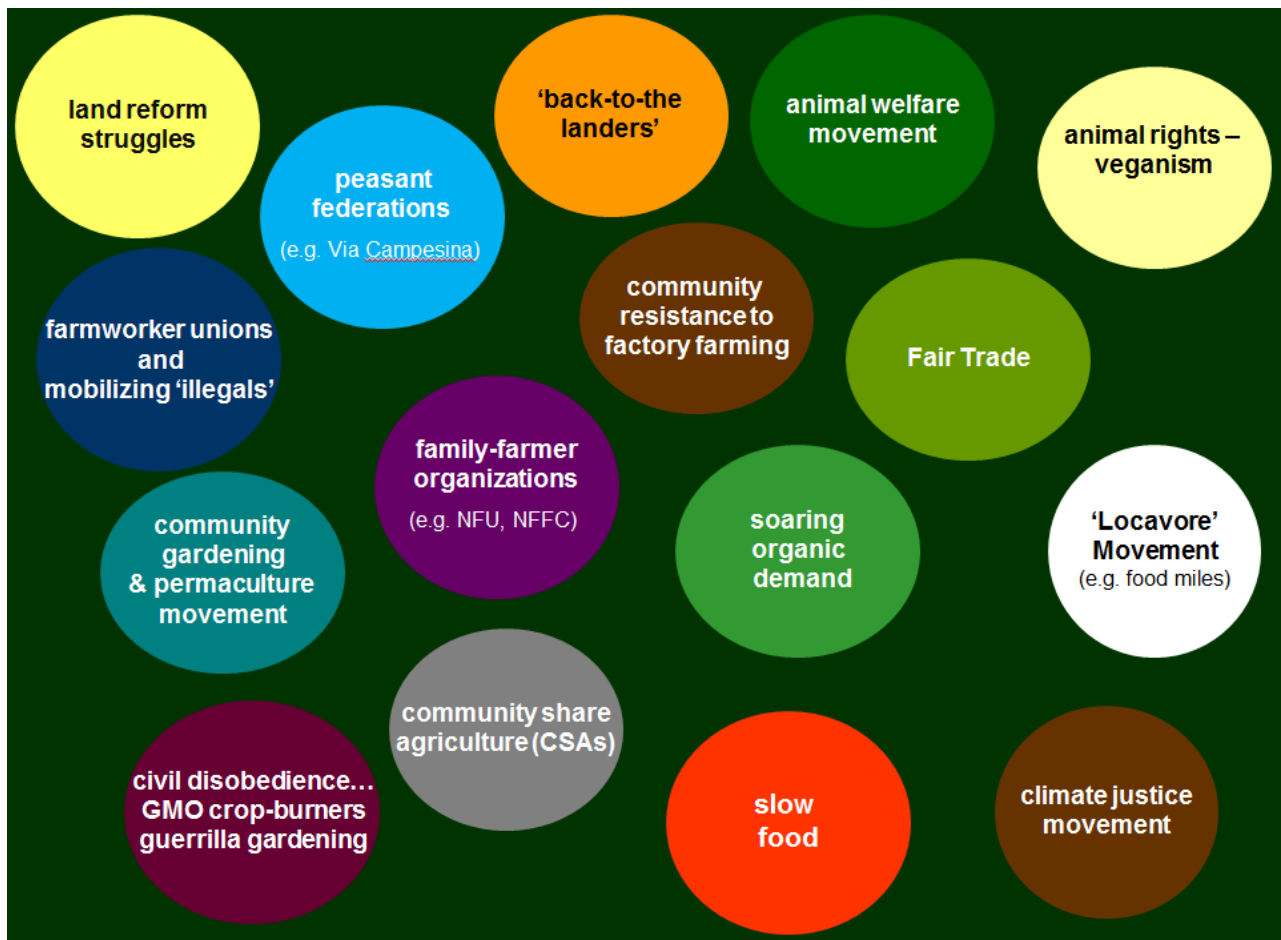 land reform
struggles
‘back-to-the
landers’
animal welfare
movement
animal rights –
veganism
peasant
federations
(e.g. Via Campesina)
farmworker unions
and
mobilizing ‘illegals’
community
resistance to
factory farming
Fair Trade
family-farmer
organizations
(e.g. NFU, NFFC)
community
gardening
& permaculture
movement
soaring
organic
demand
‘Locavore’
Movement
(e.g. food miles)
community share
agriculture (CSAs)
civil disobedience…
GMO crop-burners
guerrilla gardening
slow
food
climate justice
movement